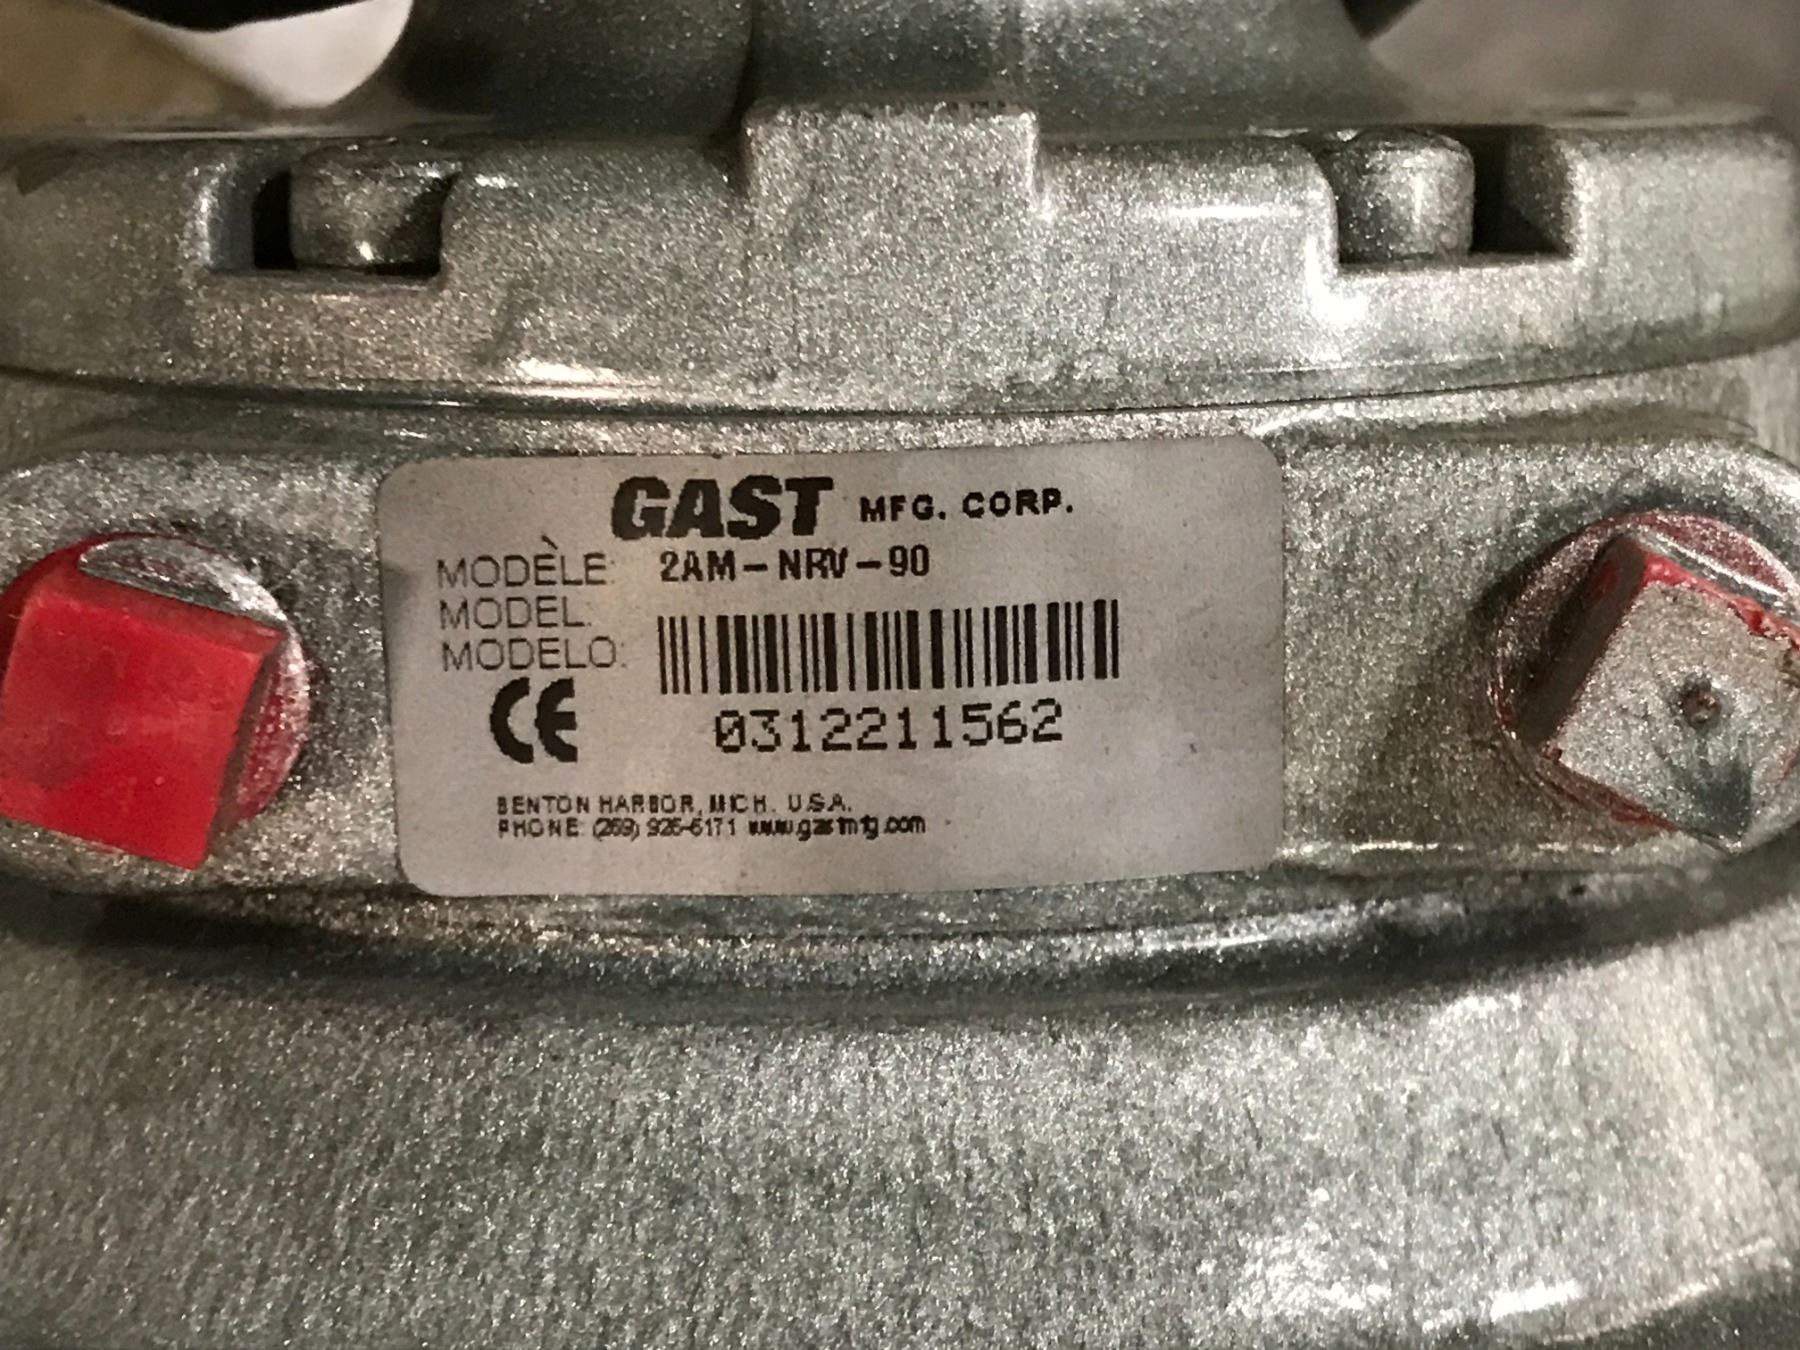 GAST MFG. CORP.
MODÈLE: 2AM-NRV-90
MODEL:
MODELO:
CE
0312211562
BENTON HARBOR, MICH. U.S.A.
PHONE: (269) 926-6171 www.gastmfg.com